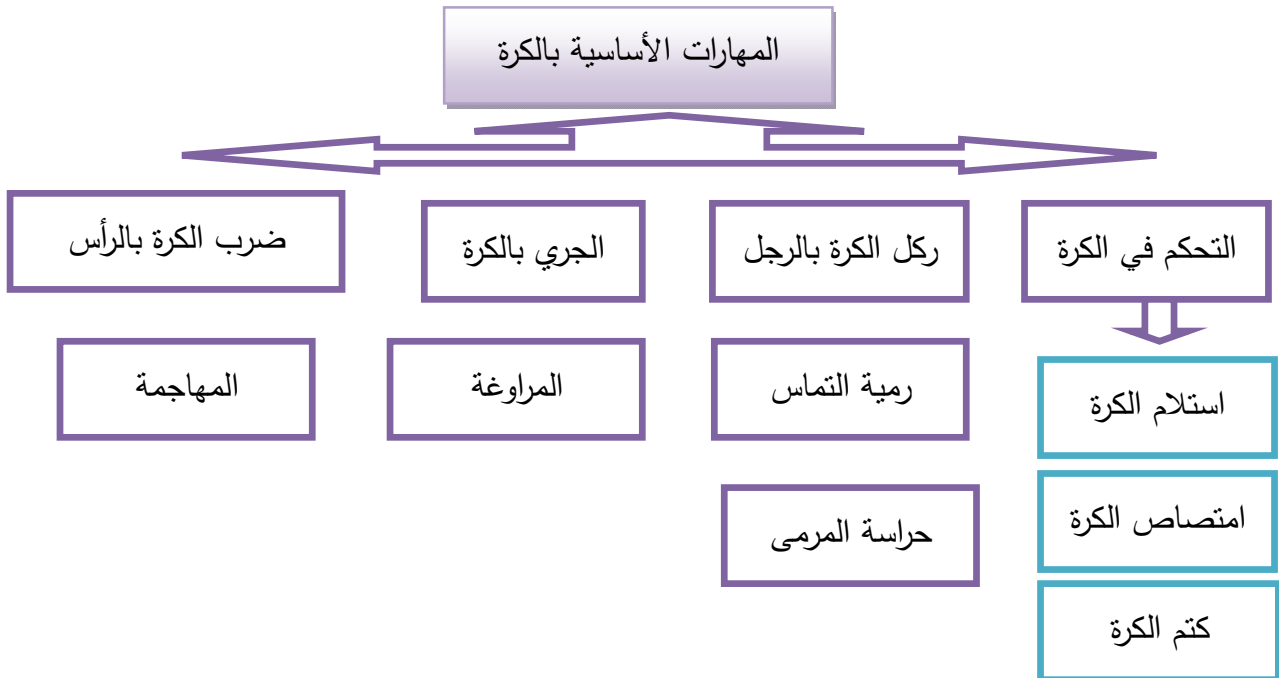 المهارات الأساسية بالكرة
التحكم في الكرة
ركل الكرة بالرجل
الجري بالكرة
ضرب الكرة بالرأس
استلام الكرة
رمية التماس
المراوغة
المهاجمة
امتصاص الكرة
حراسة المرمى
كتم الكرة